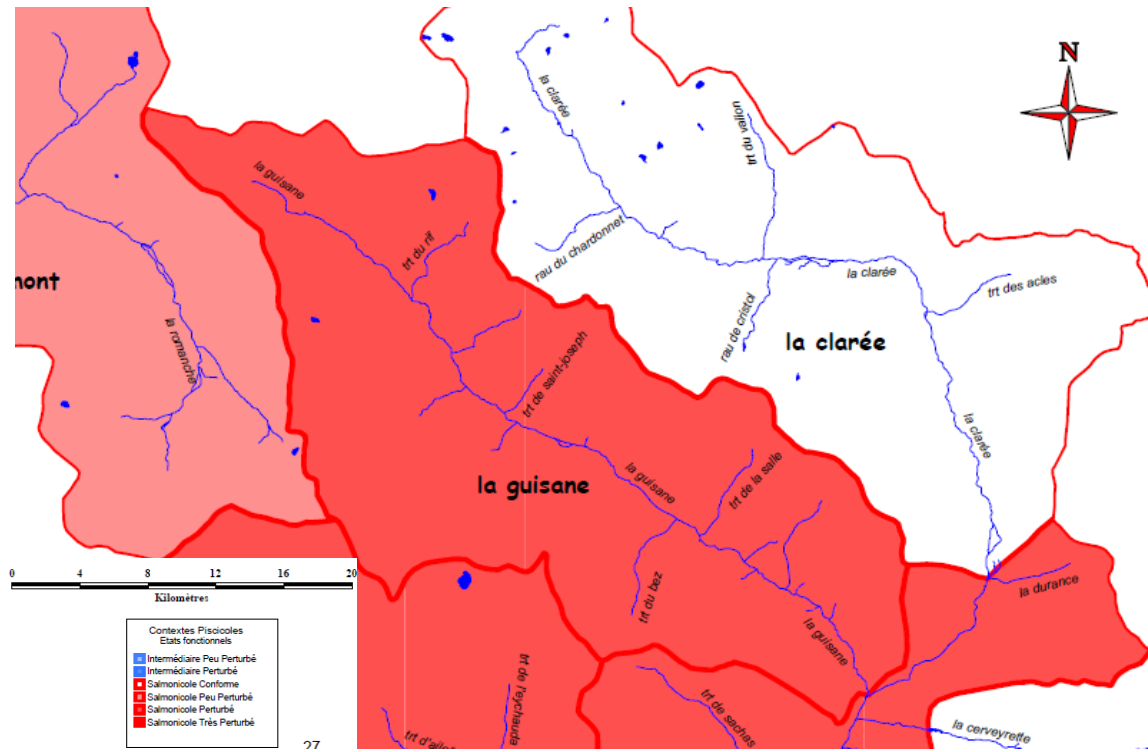 N
la clarée
trt du vallon
la guisane
trt du rif
rau du chardonnet
la clarée
trt des acles
mont
rau de cristol
la clarée
la romanche
trt de saint-joseph
la clarée
la guisane
la guisane
trt de la salle
0 4 8 12 16 20
Kilomètres
trt du bez
la durance
la guisane
Contextes Piscicoles
Etats fonctionnels
Intermédiaire Peu Perturbé
Intermédiaire Perturbé
Salmonicole Conforme
Salmonicole Peu Perturbé
Salmonicole Perturbé
Salmonicole Très Perturbé
27
trt de l'eychauda
trt d'ailef
trt de sachas
la cerveyrette